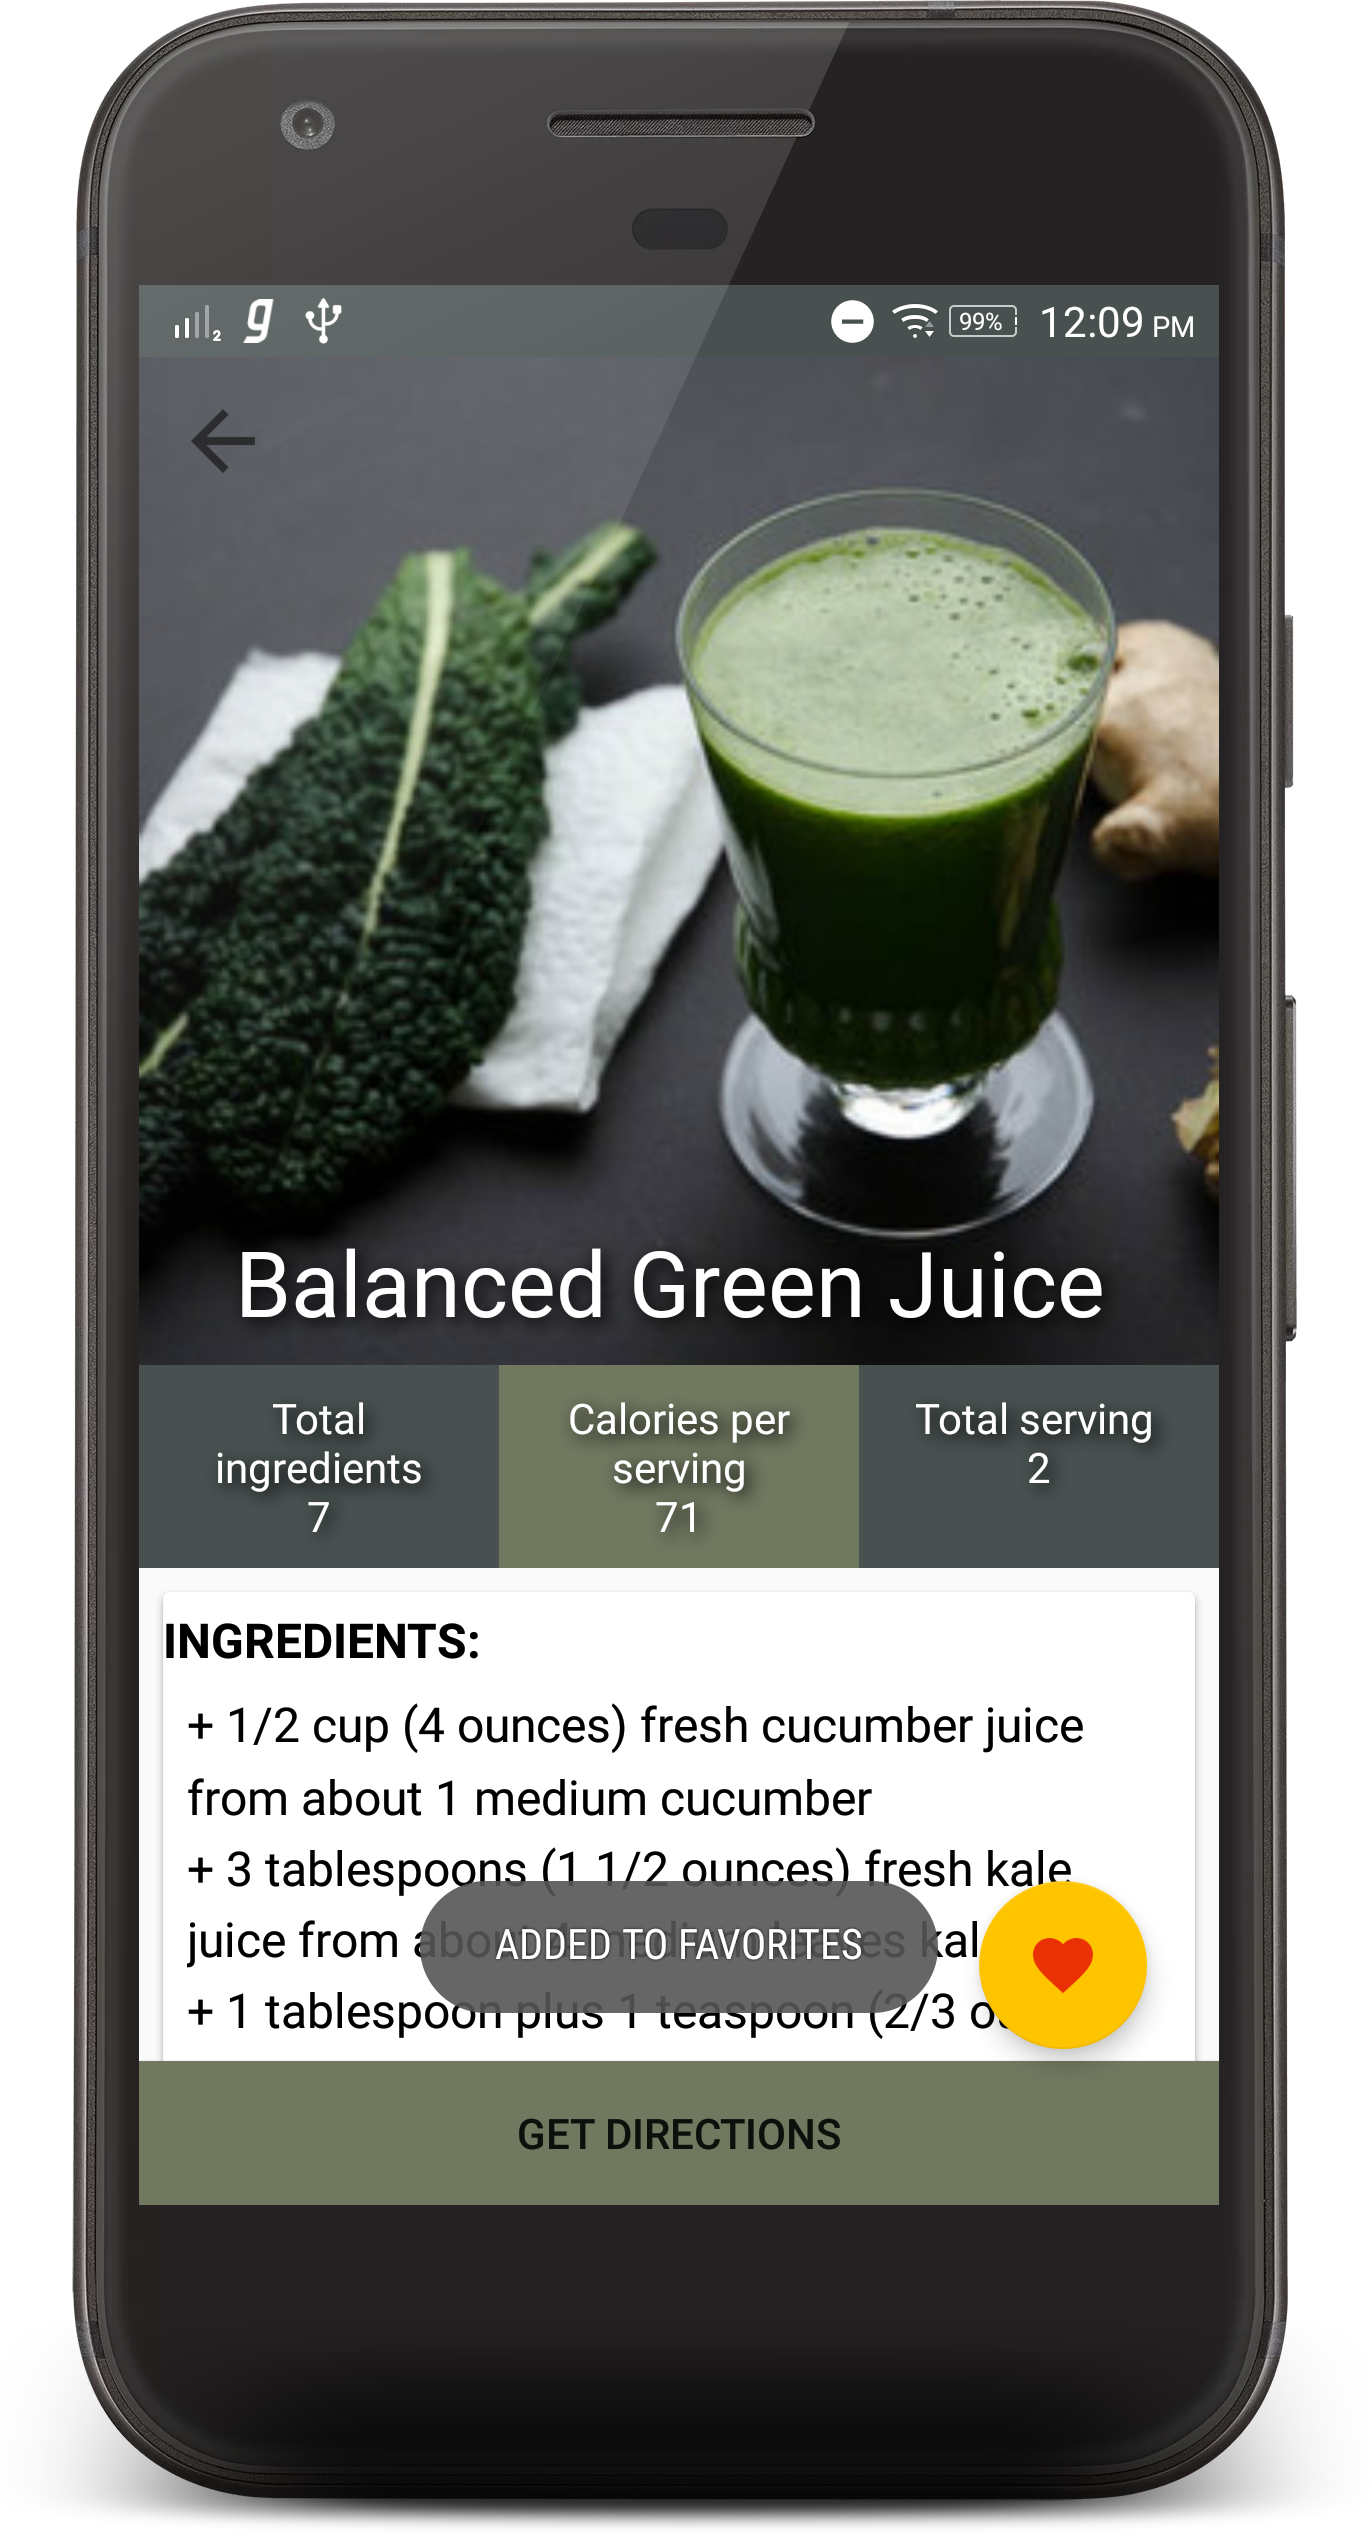 2 g 99% 12:09 PM
Balanced Green Juice
Total
ingredients
7
Calories per
serving
71
Total serving
2
INGREDIENTS:
+ 1/2 cup (4 ounces) fresh cucumber juice
from about 1 medium cucumber
+ 3 tablespoons (1 1/2 ounces) fresh kale
juice from about
ADDED TO FAVORITES
+ 1 tablespoon plus 1 teaspoon (2/3
GET DIRECTIONS